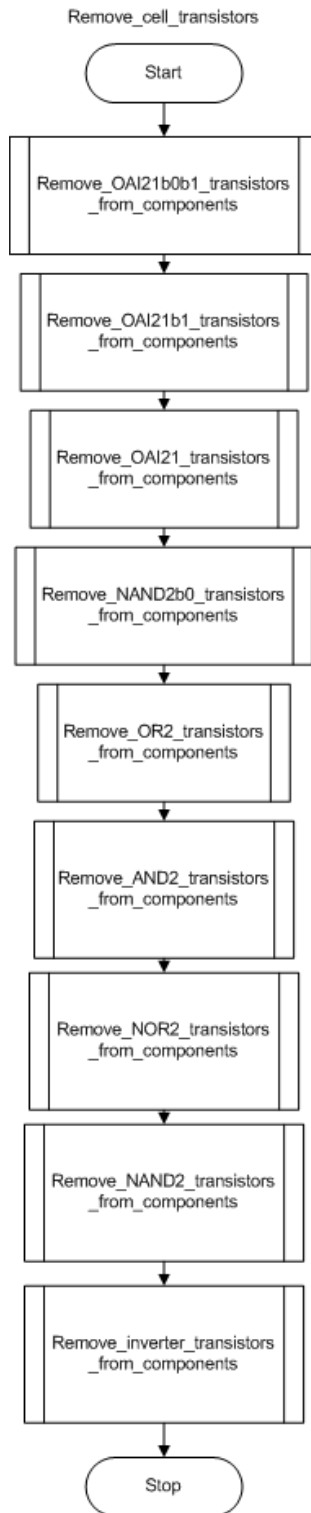 Remove_cell_transistors
Start
Remove_OAI21b0b1_transistors
_from_components
Remove_OAI21b1_transistors
_from_components
Remove_OAI21_transistors
_from_components
Remove_NAND2b0_transistors
_from_components
Remove_OR2_transistors
_from_components
Remove_AND2_transistors
_from_components
Remove_NOR2_transistors
_from_components
Remove_NAND2_transistors
_from_components
Remove_inverter_transistors
_from_components
Stop